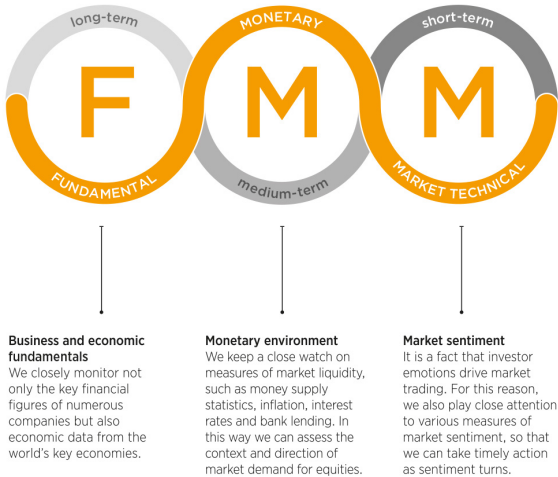 long-term
MONETARY
short-term
F
M
M
FUNDAMENTAL
medium-term
MARKET TECHNICAL
Business and economic
fundamentals
We closely monitor not
only the key financial
figures of numerous
companies but also
economic data from the
world's key economies.
Monetary environment
We keep a close watch on
measures of market liquidity,
such as money supply
statistics, inflation, interest
rates and bank lending. In
this way we can assess the
context and direction of
market demand for equities.
Market sentiment
It is a fact that investor
emotions drive market
trading. For this reason,
we also play close attention
to various measures of
market sentiment, so that
we can take timely action
as sentiment turns.